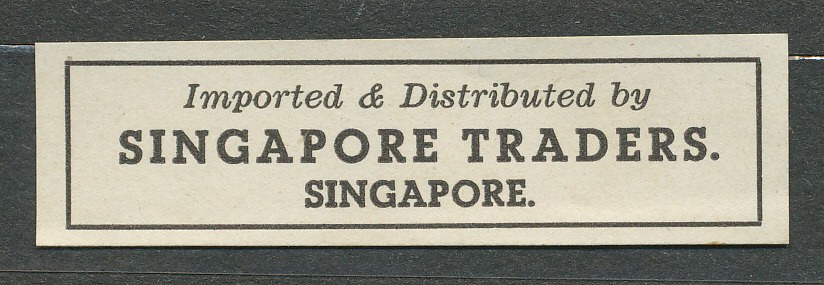 Imported & Distributed by
SINGAPORE TRADERS.
SINGAPORE.